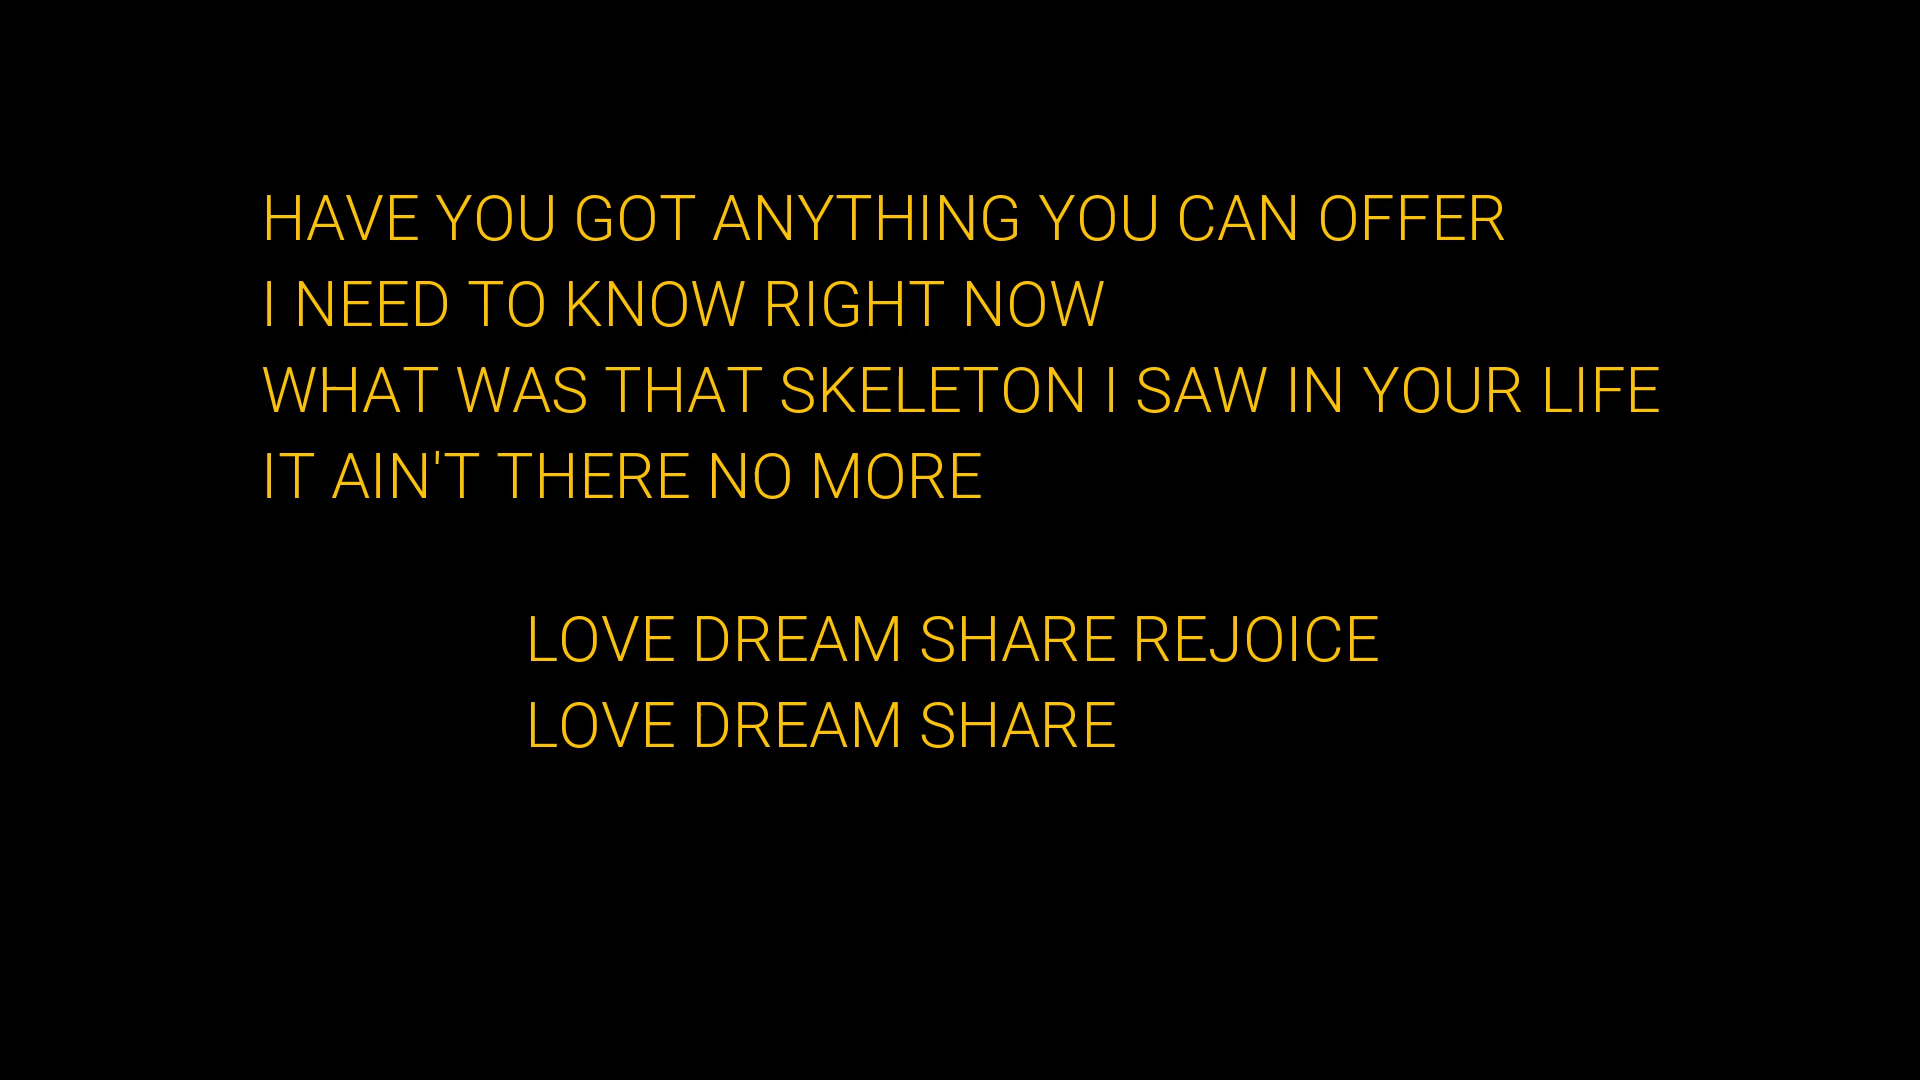 HAVE YOU GOT ANYTHING YOU CAN OFFER
I NEED TO KNOW RIGHT NOW
WHAT WAS THAT SKELETON I SAW IN YOUR LIFE
IT AIN'T THERE NO MORE
LOVE DREAM SHARE REJOICE
LOVE DREAM SHARE